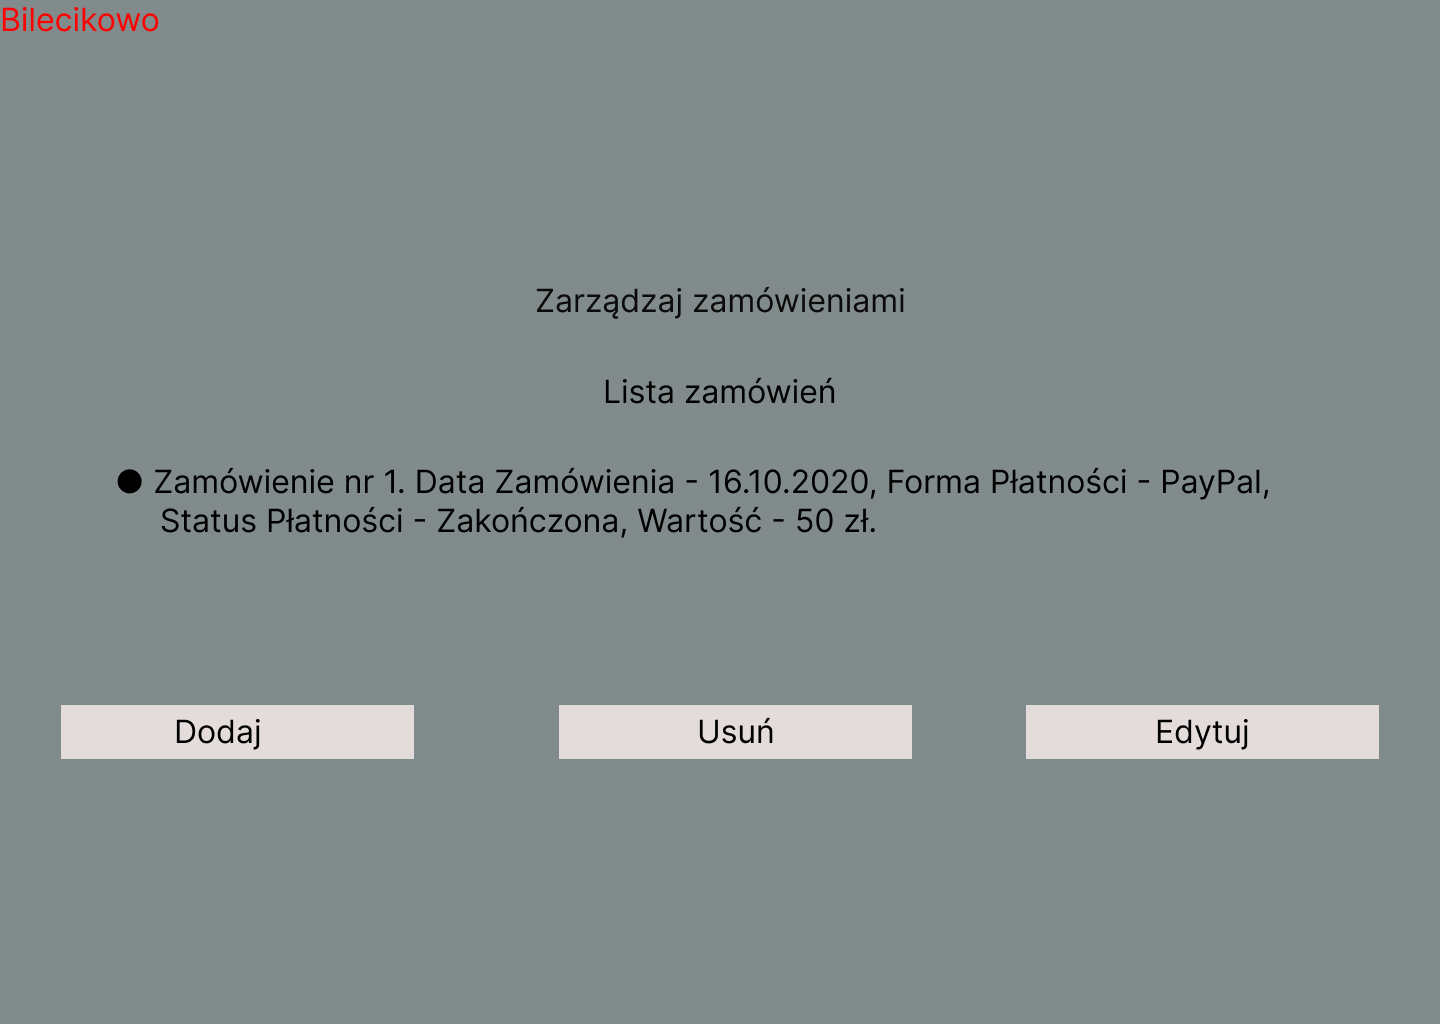 Bilecikowo
Zarządzaj zamówieniami
Lista zamówień
● Zamówienie nr 1. Data Zamówienia - 16.10.2020, Forma Płatności - PayPal,
Status Płatności - Zakończona, Wartość - 50 zł.
Dodaj
Usuń
Edytuj